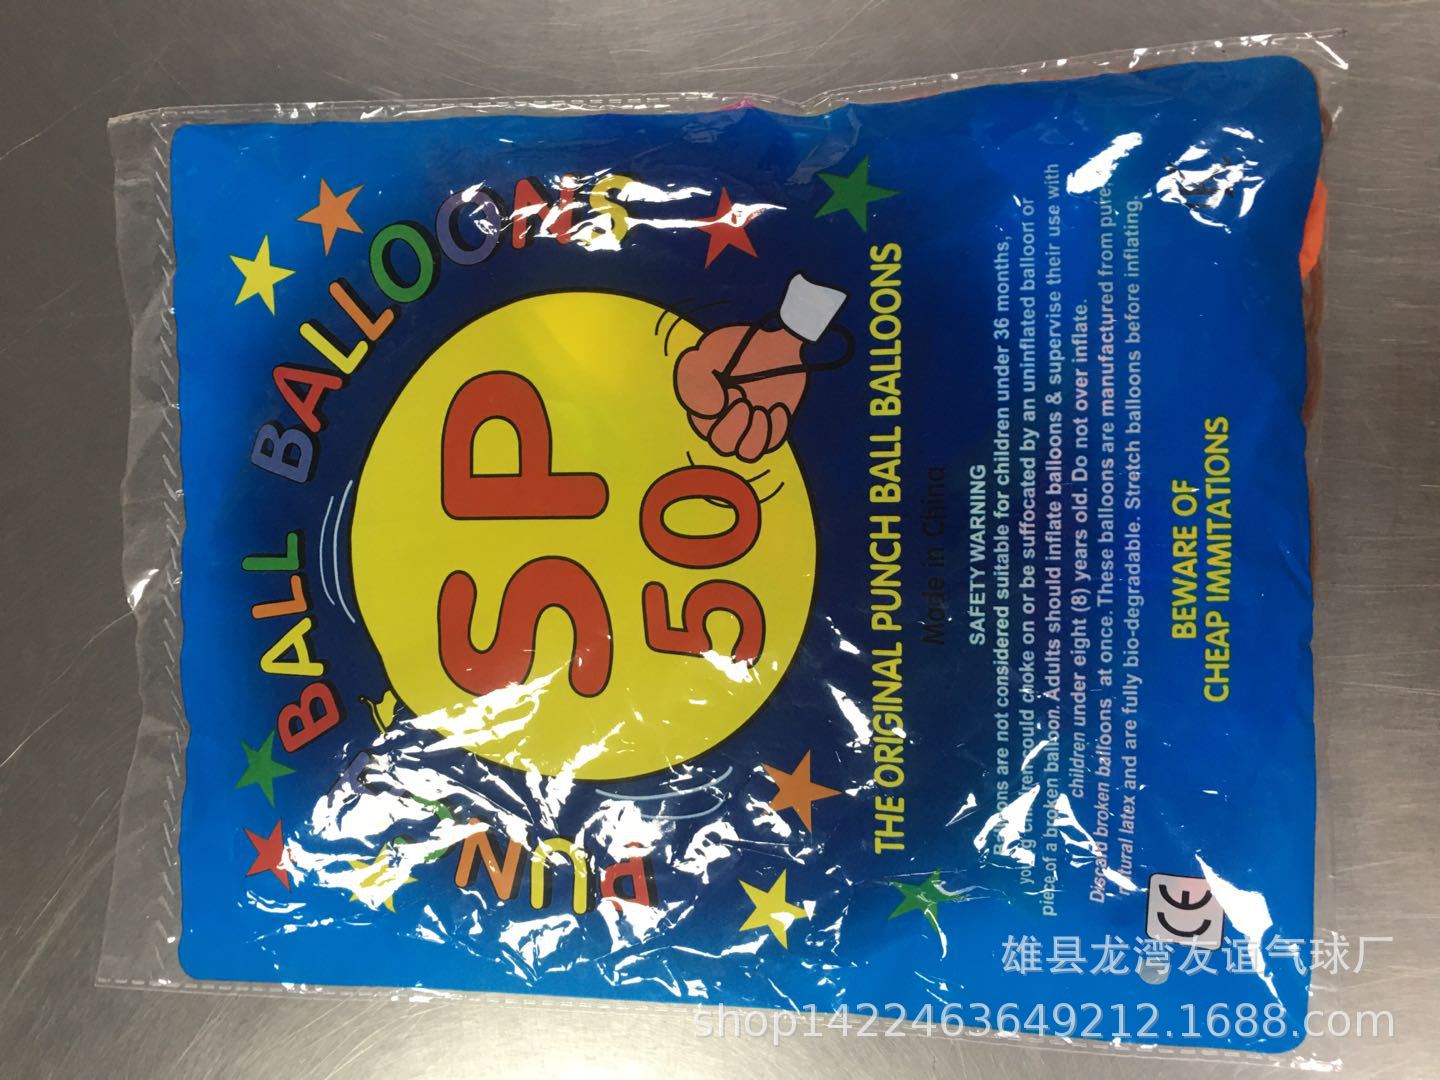 PUNCH BALL BALLOONS
SP
50
THE ORIGINAL PUNCH BALL BALLOONS
Made in China
SAFETY WARNING
Balloons are not considered suitable for children under 36 months,
young children could choke on or be suffocated by an uninflated balloon or
piece of a broken balloon. Adults should inflate balloons & supervise their use with
children under eight (8) years old. Do not over inflate.
Discard broken balloons at once. These balloons are manufactured from pure,
natural latex and are fully bio-degradable. Stretch balloons before inflating.
BEWARE OF
CHEAP IMMITATIONS
CE
雄县龙湾友谊气球厂
shop1422463649212.1688.com